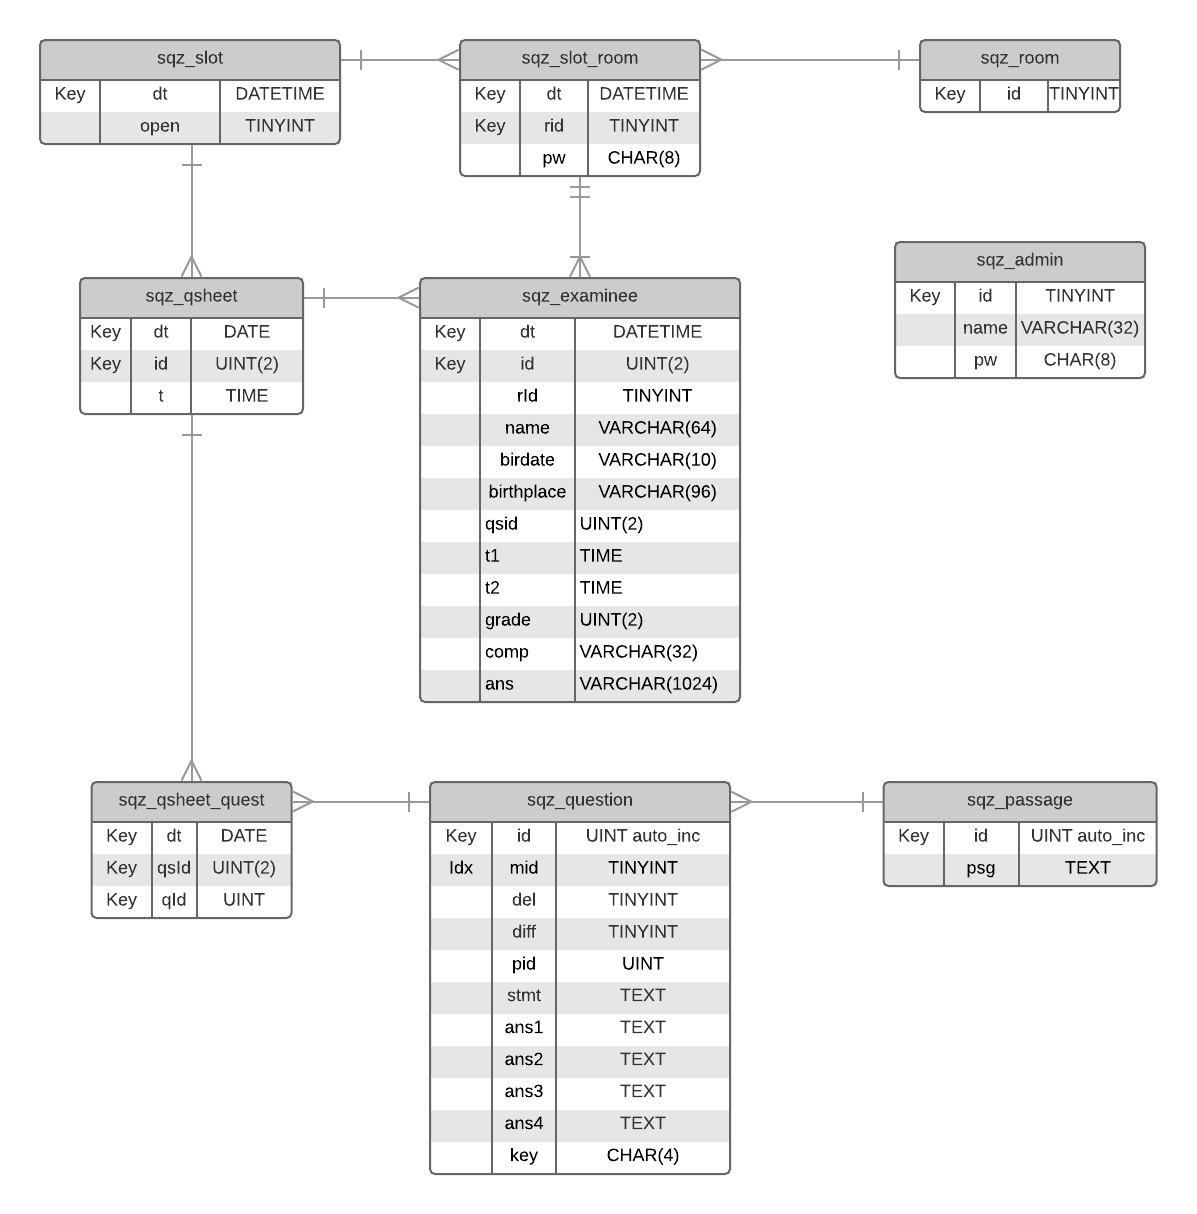 sqz_slot
Key dt DATETIME
open TINYINT
sqz_slot_room
Key dt DATETIME
Key rid TINYINT
pw CHAR(8)
sqz_room
Key id TINYINT
sqz_admin
Key id TINYINT
name VARCHAR(32)
pw CHAR(8)
sqz_qsheet
Key dt DATE
Key id UINT(2)
t TIME
sqz_examinee
Key dt DATETIME
Key id UINT(2)
rId TINYINT
name VARCHAR(64)
birdate VARCHAR(10)
birthplace VARCHAR(96)
qsid UINT(2)
t1 TIME
t2 TIME
grade UINT(2)
comp VARCHAR(32)
ans VARCHAR(1024)
sqz_qsheet_quest
Key dt DATE
Key qsId UINT(2)
Key qId UINT
sqz_question
Key id UINT auto_inc
Idx mid TINYINT
del TINYINT
diff TINYINT
pid UINT
stmt TEXT
ans1 TEXT
ans2 TEXT
ans3 TEXT
ans4 TEXT
key CHAR(4)
sqz_passage
Key id UINT auto_inc
psg TEXT